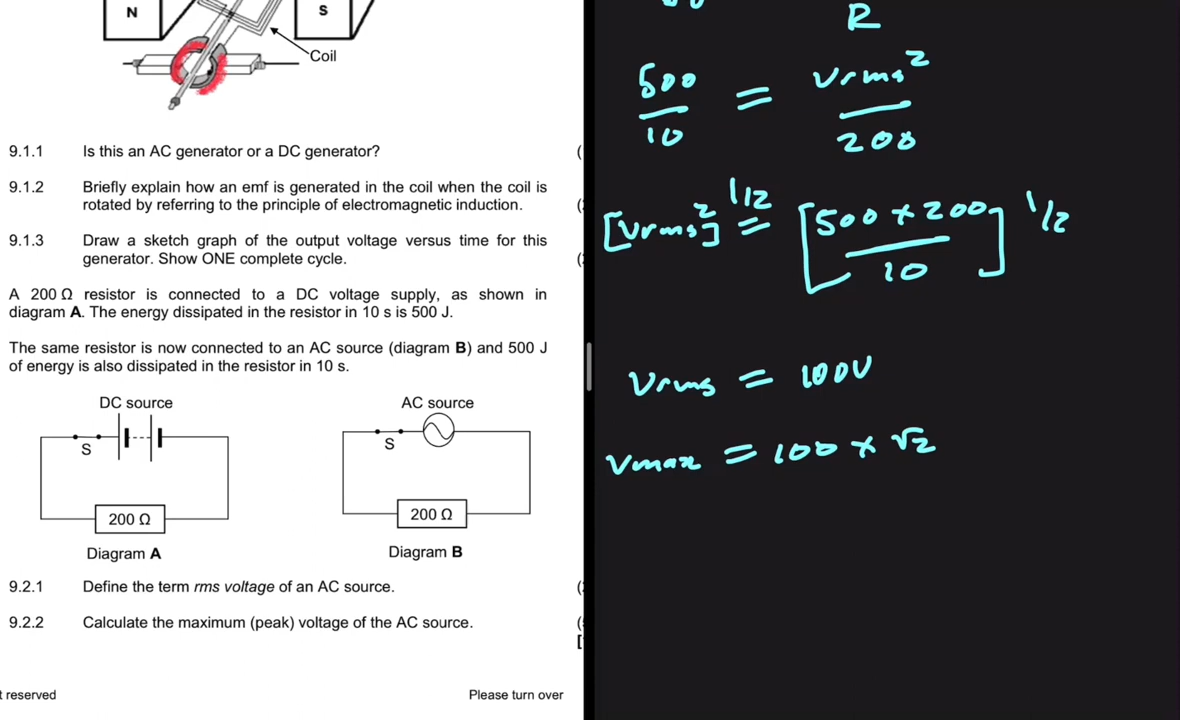 N
S
Coil
9.1.1 Is this an AC generator or a DC generator? (
9.1.2 Briefly explain how an emf is generated in the coil when the coil is
rotated by referring to the principle of electromagnetic induction.
9.1.3 Draw a sketch graph of the output voltage versus time for this
generator. Show ONE complete cycle.
A 200 Ω resistor is connected to a DC voltage supply, as shown in
diagram A. The energy dissipated in the resistor in 10 s is 500 J.
The same resistor is now connected to an AC source (diagram B) and 500 J
of energy is also dissipated in the resistor in 10 s.
DC source
AC source
S
S
200 Ω
200 Ω
Diagram A
Diagram B
9.2.1 Define the term rms voltage of an AC source.
9.2.2 Calculate the maximum (peak) voltage of the AC source.
[
t reserved
Please turn over
R
500/10 = Vrms²/200
[Vrms²]^1/2 = [500 × 200/10]^1/2
Vrms = 100V
Vmax = 100 × √2